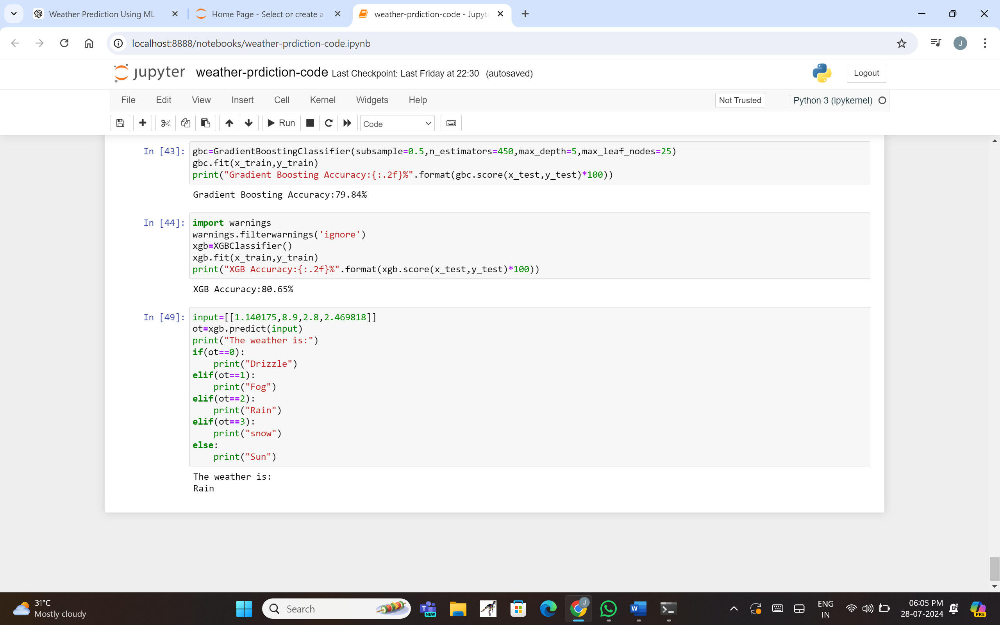 Weather Prediction Using ML
Home Page - Select or create a
weather-prdiction-code - Jupyt
localhost:8888/notebooks/weather-prdiction-code.ipynb
J
jupyter weather-prdiction-code Last Checkpoint: Last Friday at 22:30 (autosaved)
Logout
File Edit View Insert Cell Kernel Widgets Help
Not Trusted
Python 3 (ipykernel)
Run
Code
In [43]: gbc=GradientBoostingClassifier(subsample=0.5,n_estimators=450,max_depth=5,max_leaf_nodes=25)
gbc.fit(x_train,y_train)
print("Gradient Boosting Accuracy:{:.2f}%".format(gbc.score(x_test,y_test)*100))
Gradient Boosting Accuracy:79.84%
In [44]: import warnings
warnings.filterwarnings('ignore')
xgb=XGBClassifier()
xgb.fit(x_train,y_train)
print("XGB Accuracy:{:.2f}%".format(xgb.score(x_test,y_test)*100))
XGB Accuracy:80.65%
In [49]: input=[[1.140175,8.9,2.8,2.469818]]
ot=xgb.predict(input)
print("The weather is:")
if(ot==0):
    print("Drizzle")
elif(ot==1):
    print("Fog")
elif(ot==2):
    print("Rain")
elif(ot==3):
    print("snow")
else:
    print("Sun")
The weather is:
Rain
31°C
Mostly cloudy
Search
T
NEW
J
W
ENG
IN
06:05 PM
28-07-2024
PRE